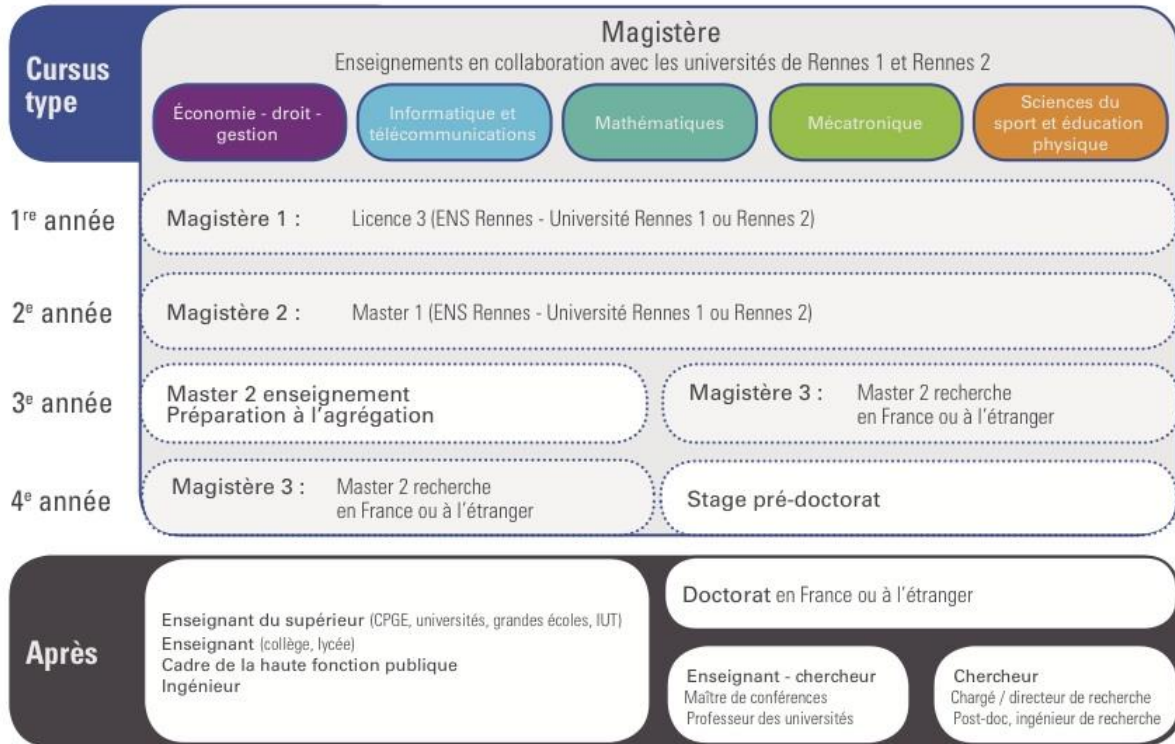 Cursus
type
Magistère
Enseignements en collaboration avec les universités de Rennes 1 et Rennes 2
Économie - droit -
gestion
Informatique et
télécommunications
Mathématiques
Mécatronique
Sciences du
sport et éducation
physique
1re année
Magistère 1 : Licence 3 (ENS Rennes - Université Rennes 1 ou Rennes 2)
2e année
Magistère 2 : Master 1 (ENS Rennes - Université Rennes 1 ou Rennes 2)
3e année
Master 2 enseignement
Préparation à l'agrégation
Magistère 3 : Master 2 recherche
en France ou à l'étranger
4e année
Magistère 3 : Master 2 recherche
en France ou à l'étranger
Stage pré-doctorat
Après
Enseignant du supérieur (CPGE, universités, grandes écoles, IUT)
Enseignant (collège, lycée)
Cadre de la haute fonction publique
Ingénieur
Doctorat en France ou à l'étranger
Enseignant - chercheur
Maître de conférences
Professeur des universités
Chercheur
Chargé / directeur de recherche
Post-doc, ingénieur de recherche